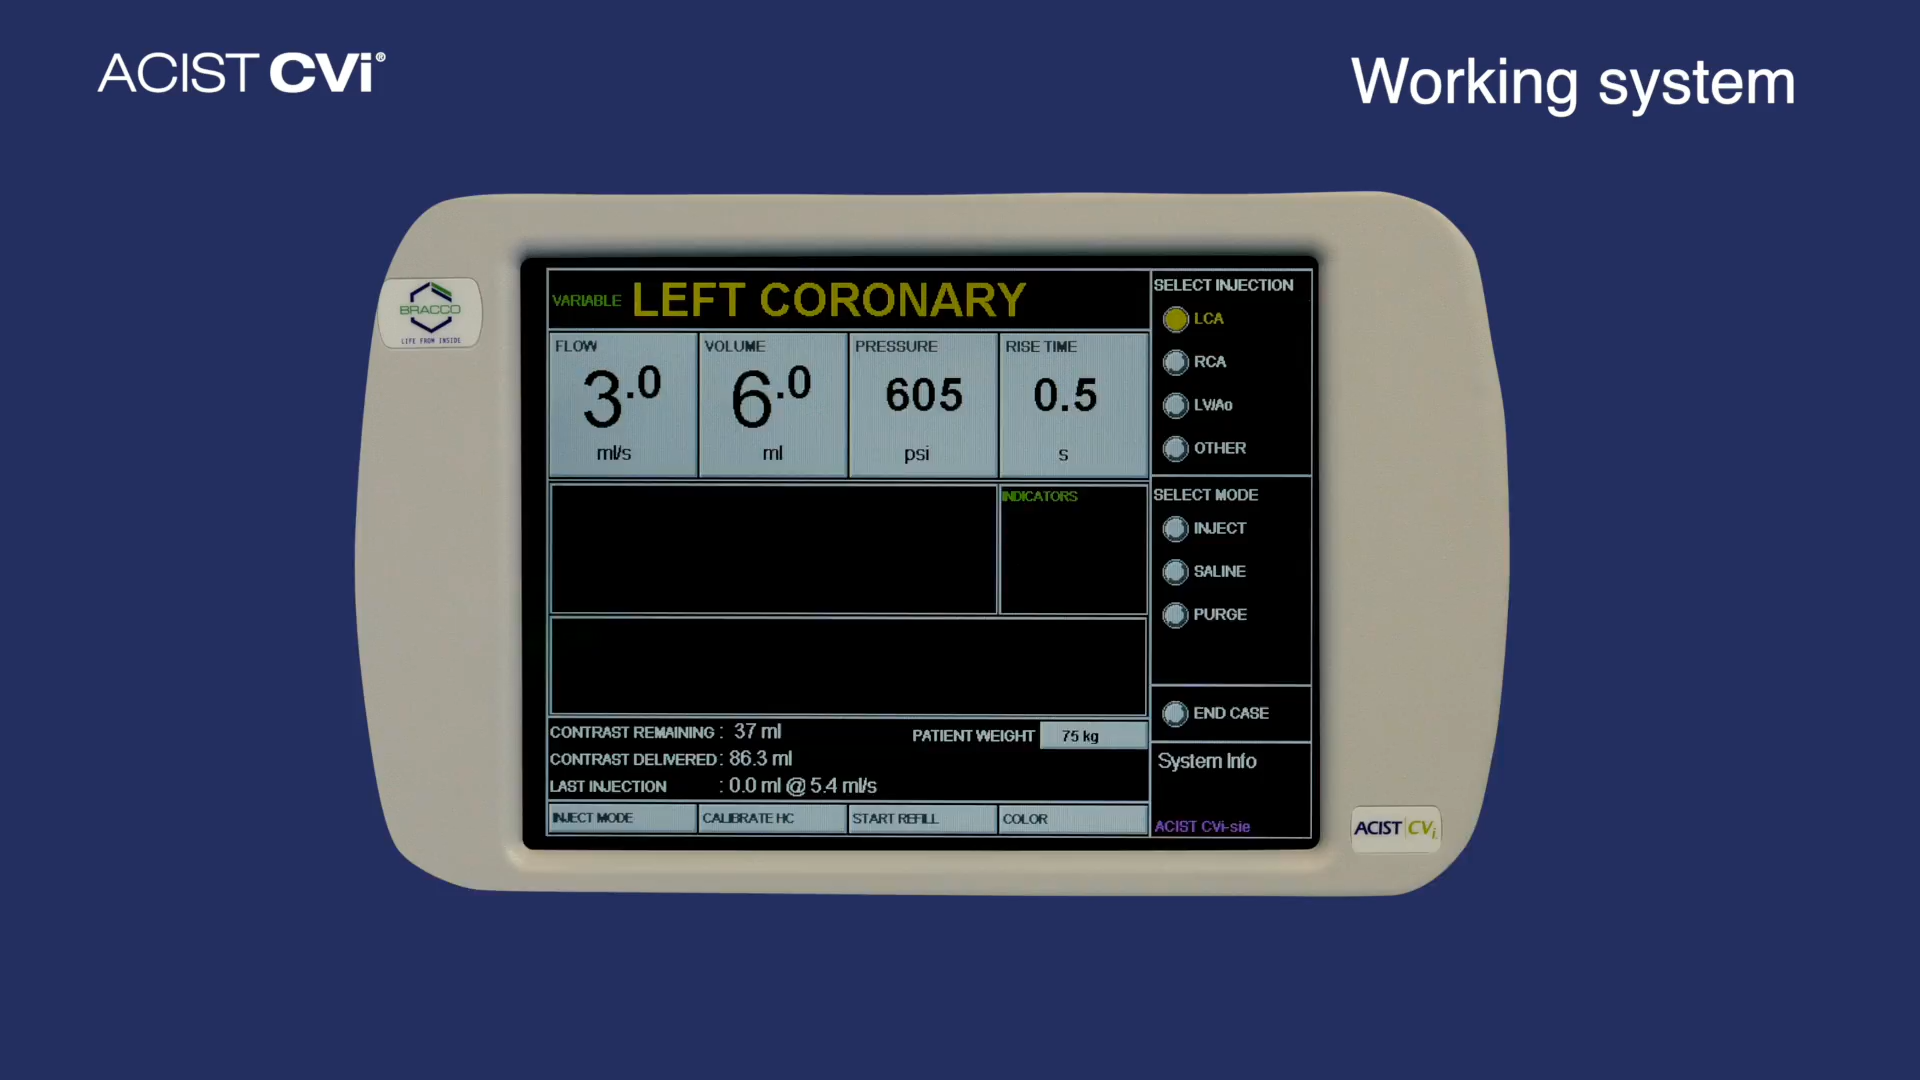 ACIST CVi®
Working system
BRACCO
LIFE FROM INSIDE
VARIABLE LEFT CORONARY
FLOW
3.0
ml/s
VOLUME
6.0
ml
PRESSURE
605
psi
RISE TIME
0.5
s
INDICATORS
CONTRAST REMAINING : 37 ml
PATIENT WEIGHT 75 kg
CONTRAST DELIVERED : 86.3 ml
LAST INJECTION : 0.0 ml @ 5.4 ml/s
INJECT MODE
CALIBRATE HC
START REFILL
COLOR
SELECT INJECTION
LCA
RCA
LV/Ao
OTHER
SELECT MODE
INJECT
SALINE
PURGE
END CASE
System Info
ACIST CVi-sie
ACIST CVi